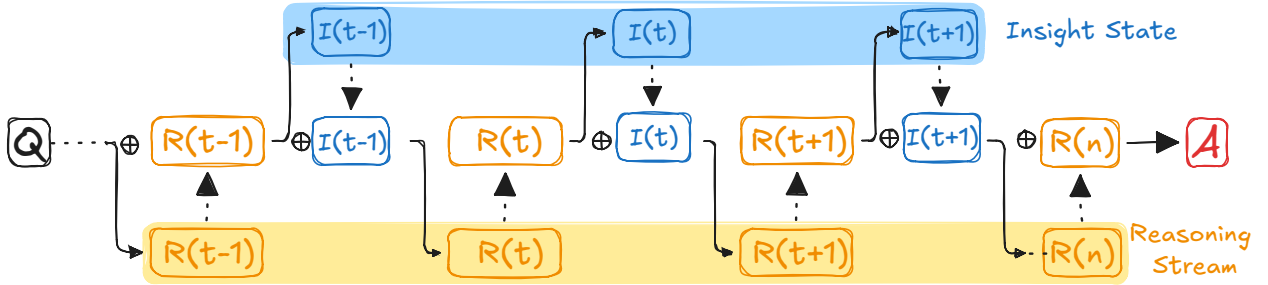 I(t-1) I(t) I(t+1) Insight State
Q ⊕ R(t-1) ⊕ I(t-1) R(t) ⊕ I(t) R(t+1) ⊕ I(t+1) ⊕ R(n) A
R(t-1) R(t) R(t+1) R(n) Reasoning
Stream